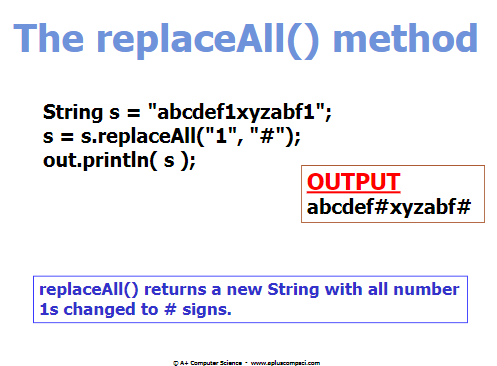 The replaceAll() method
String s = "abcdef1xyzabf1";
s = s.replaceAll("1", "#");
out.println( s );
OUTPUT
abcdef#xyzabf#
replaceAll() returns a new String with all number
1s changed to # signs.
© A+ Computer Science - www.apluscompsci.com